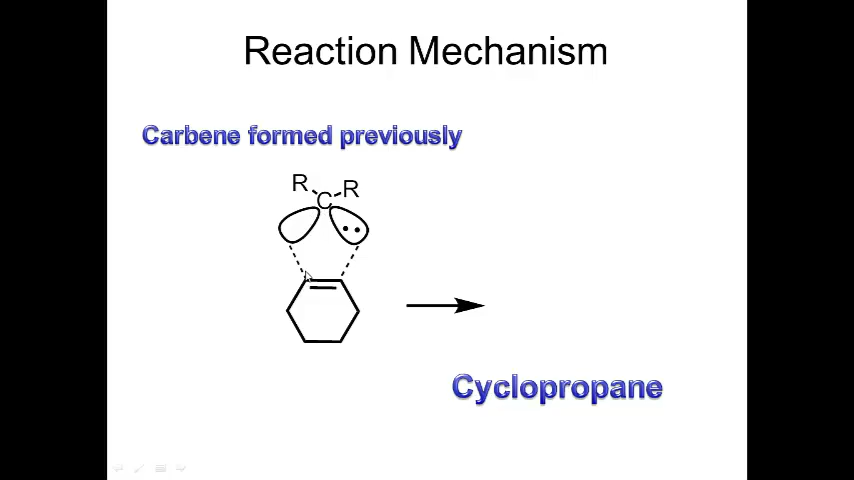 Reaction Mechanism
Carbene formed previously
R R
C
Cyclopropane